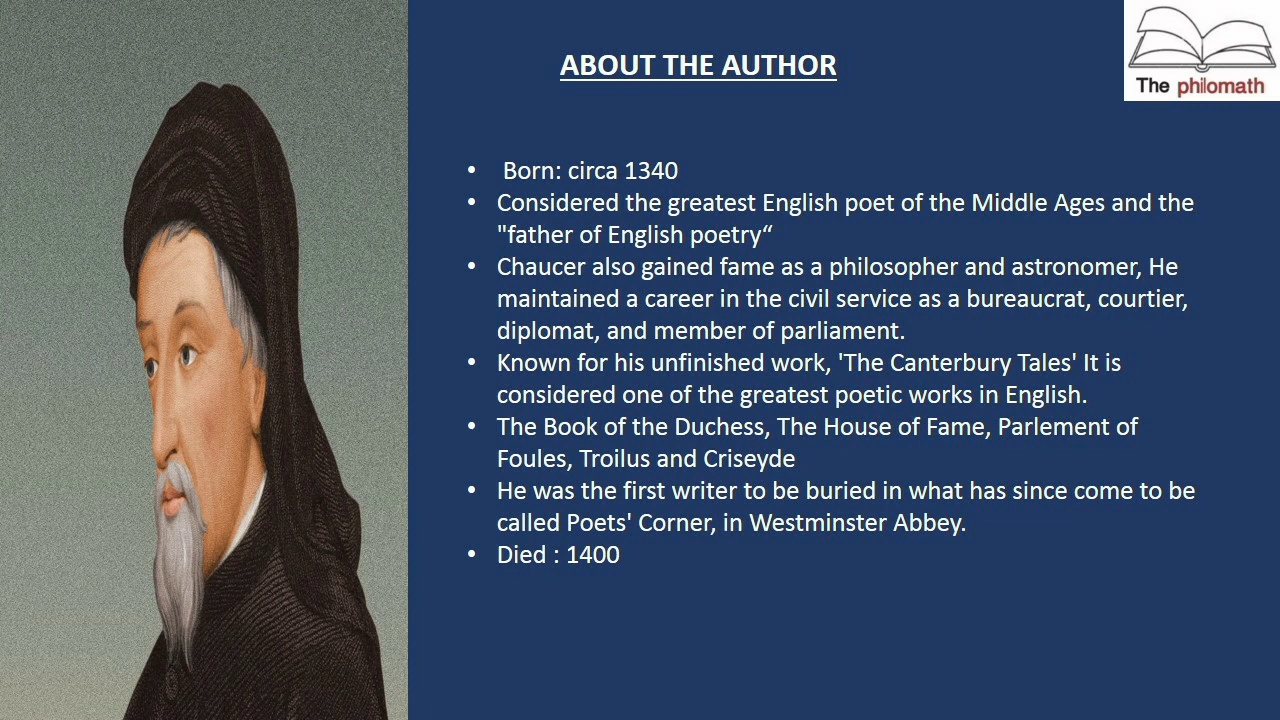 ABOUT THE AUTHOR
The philomath
• Born: circa 1340
• Considered the greatest English poet of the Middle Ages and the
"father of English poetry“
• Chaucer also gained fame as a philosopher and astronomer, He
maintained a career in the civil service as a bureaucrat, courtier,
diplomat, and member of parliament.
• Known for his unfinished work, 'The Canterbury Tales' It is
considered one of the greatest poetic works in English.
• The Book of the Duchess, The House of Fame, Parlement of
Foules, Troilus and Criseyde
• He was the first writer to be buried in what has since come to be
called Poets' Corner, in Westminster Abbey.
• Died : 1400